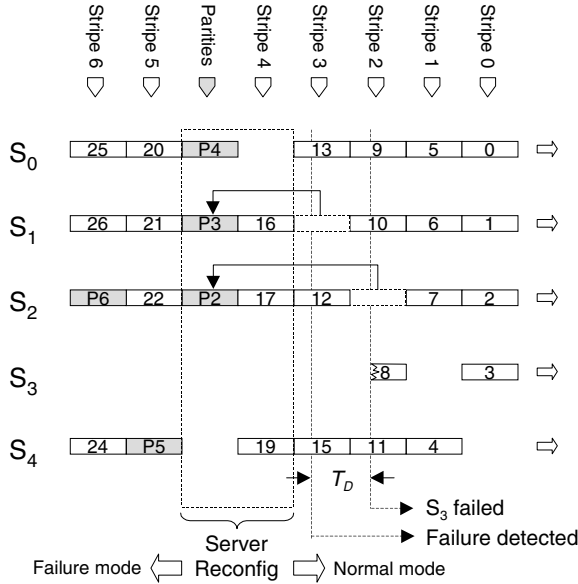 Stripe 6 Stripe 5 Parities Stripe 4 Stripe 3 Stripe 2 Stripe 1 Stripe 0
S0 25 20 P4 13 9 5 0
S1 26 21 P3 16 10 6 1
S2 P6 22 P2 17 12 7 2
S3 8 3
S4 24 P5 19 15 11 4
TD
S3 failed
Failure detected
Server
Failure mode Reconfig Normal mode